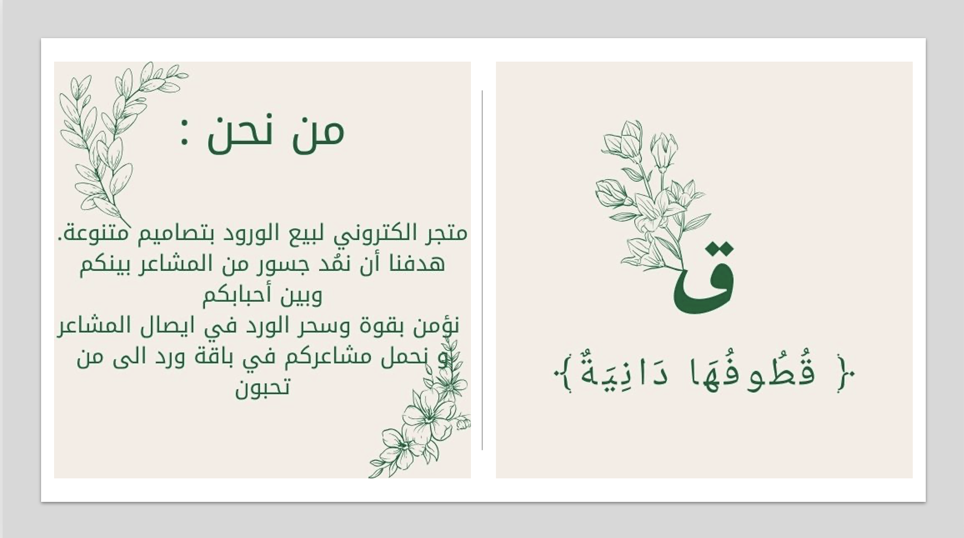 ق
{ قُطُوفُهَا دَانِيَةٌ }
من نحن :
متجر الكتروني لبيع الورود بتصاميم متنوعة.
هدفنا أن نمُد جسور من المشاعر بينكم
وبين أحبابكم
نؤمن بقوة وسحر الورد في ايصال المشاعر
و نحمل مشاعركم في باقة ورد الى من
تحبون